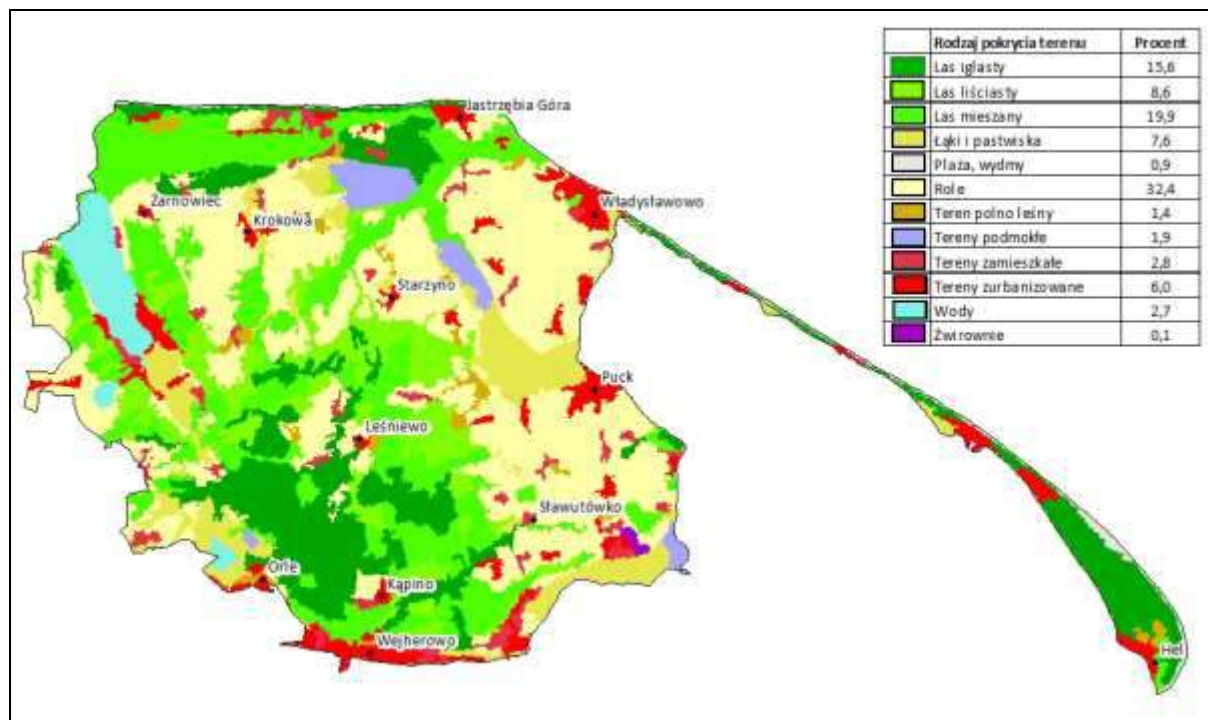 Rodzaj pokrycia terenu Procent
Las iglasty 15,6
Las liściasty 8,6
Las mieszany 19,9
Łąki i pastwiska 7,6
Plaża, wydmy 0,9
Role 32,4
Teren polno leśny 1,4
Tereny podmokłe 1,9
Tereny zamieszkałe 2,8
Tereny zurbanizowane 6,0
Wody 2,7
Żwirownie 0,1
Jastrzębia Góra
Żarnowiec
Krokowa
Władysławowo
Starzyno
Puck
Leśniewo
Sławutówko
Orle
Kąpino
Wejherowo
Hel